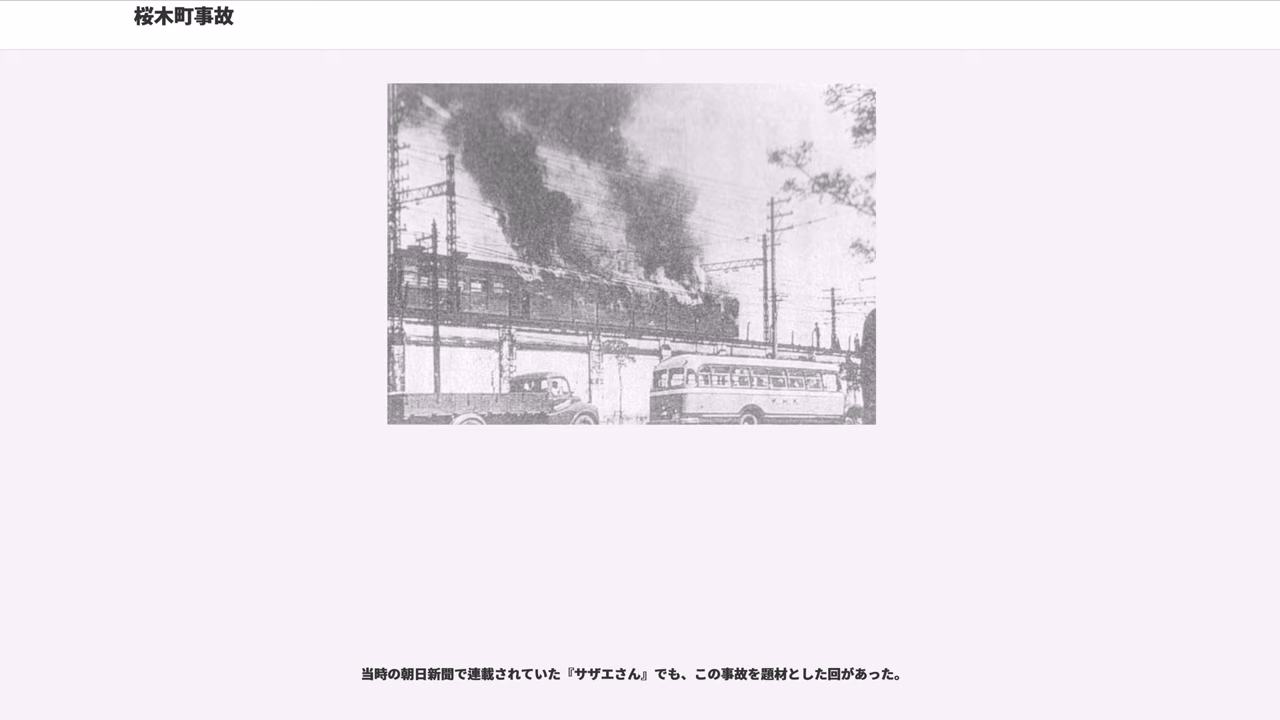 桜木町事故
当時の朝日新聞で連載されていた『サザエさん』でも、この事故を題材とした回があった。